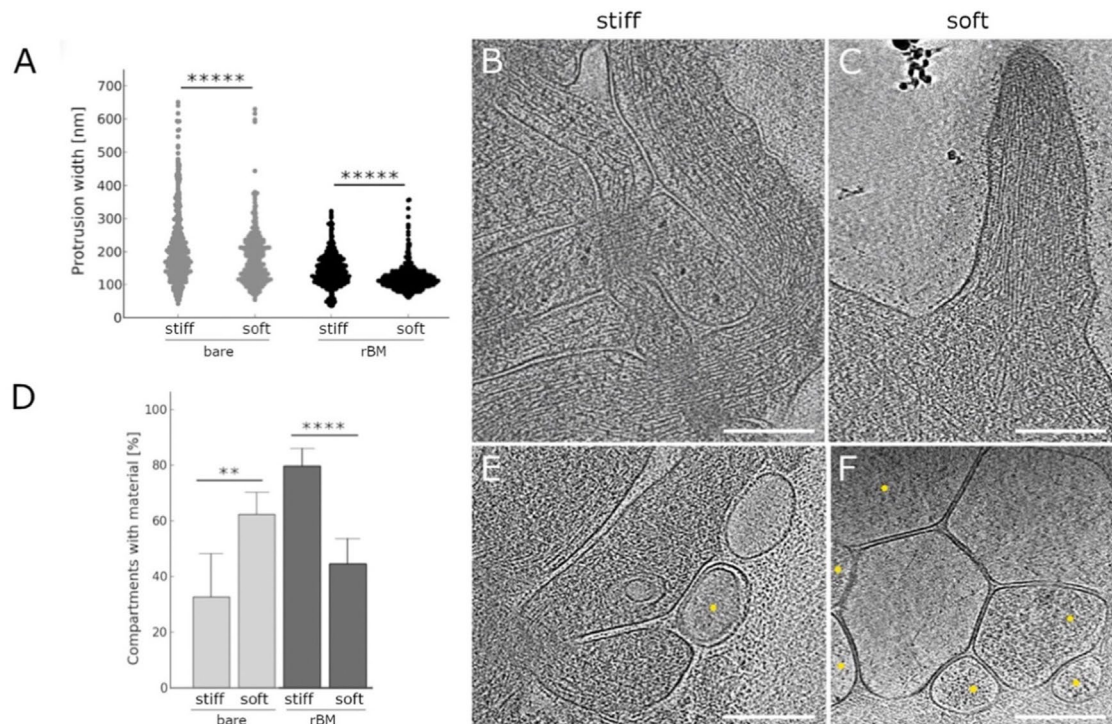 stiff soft
A
B
C
*****
*****
Protrusion width [nm]
700
600
500
400
300
200
100
0
stiff soft stiff soft
bare rBM
D
E
F
****
**
Compartments with material [%]
100
80
60
40
20
0
stiff soft stiff soft
bare rBM